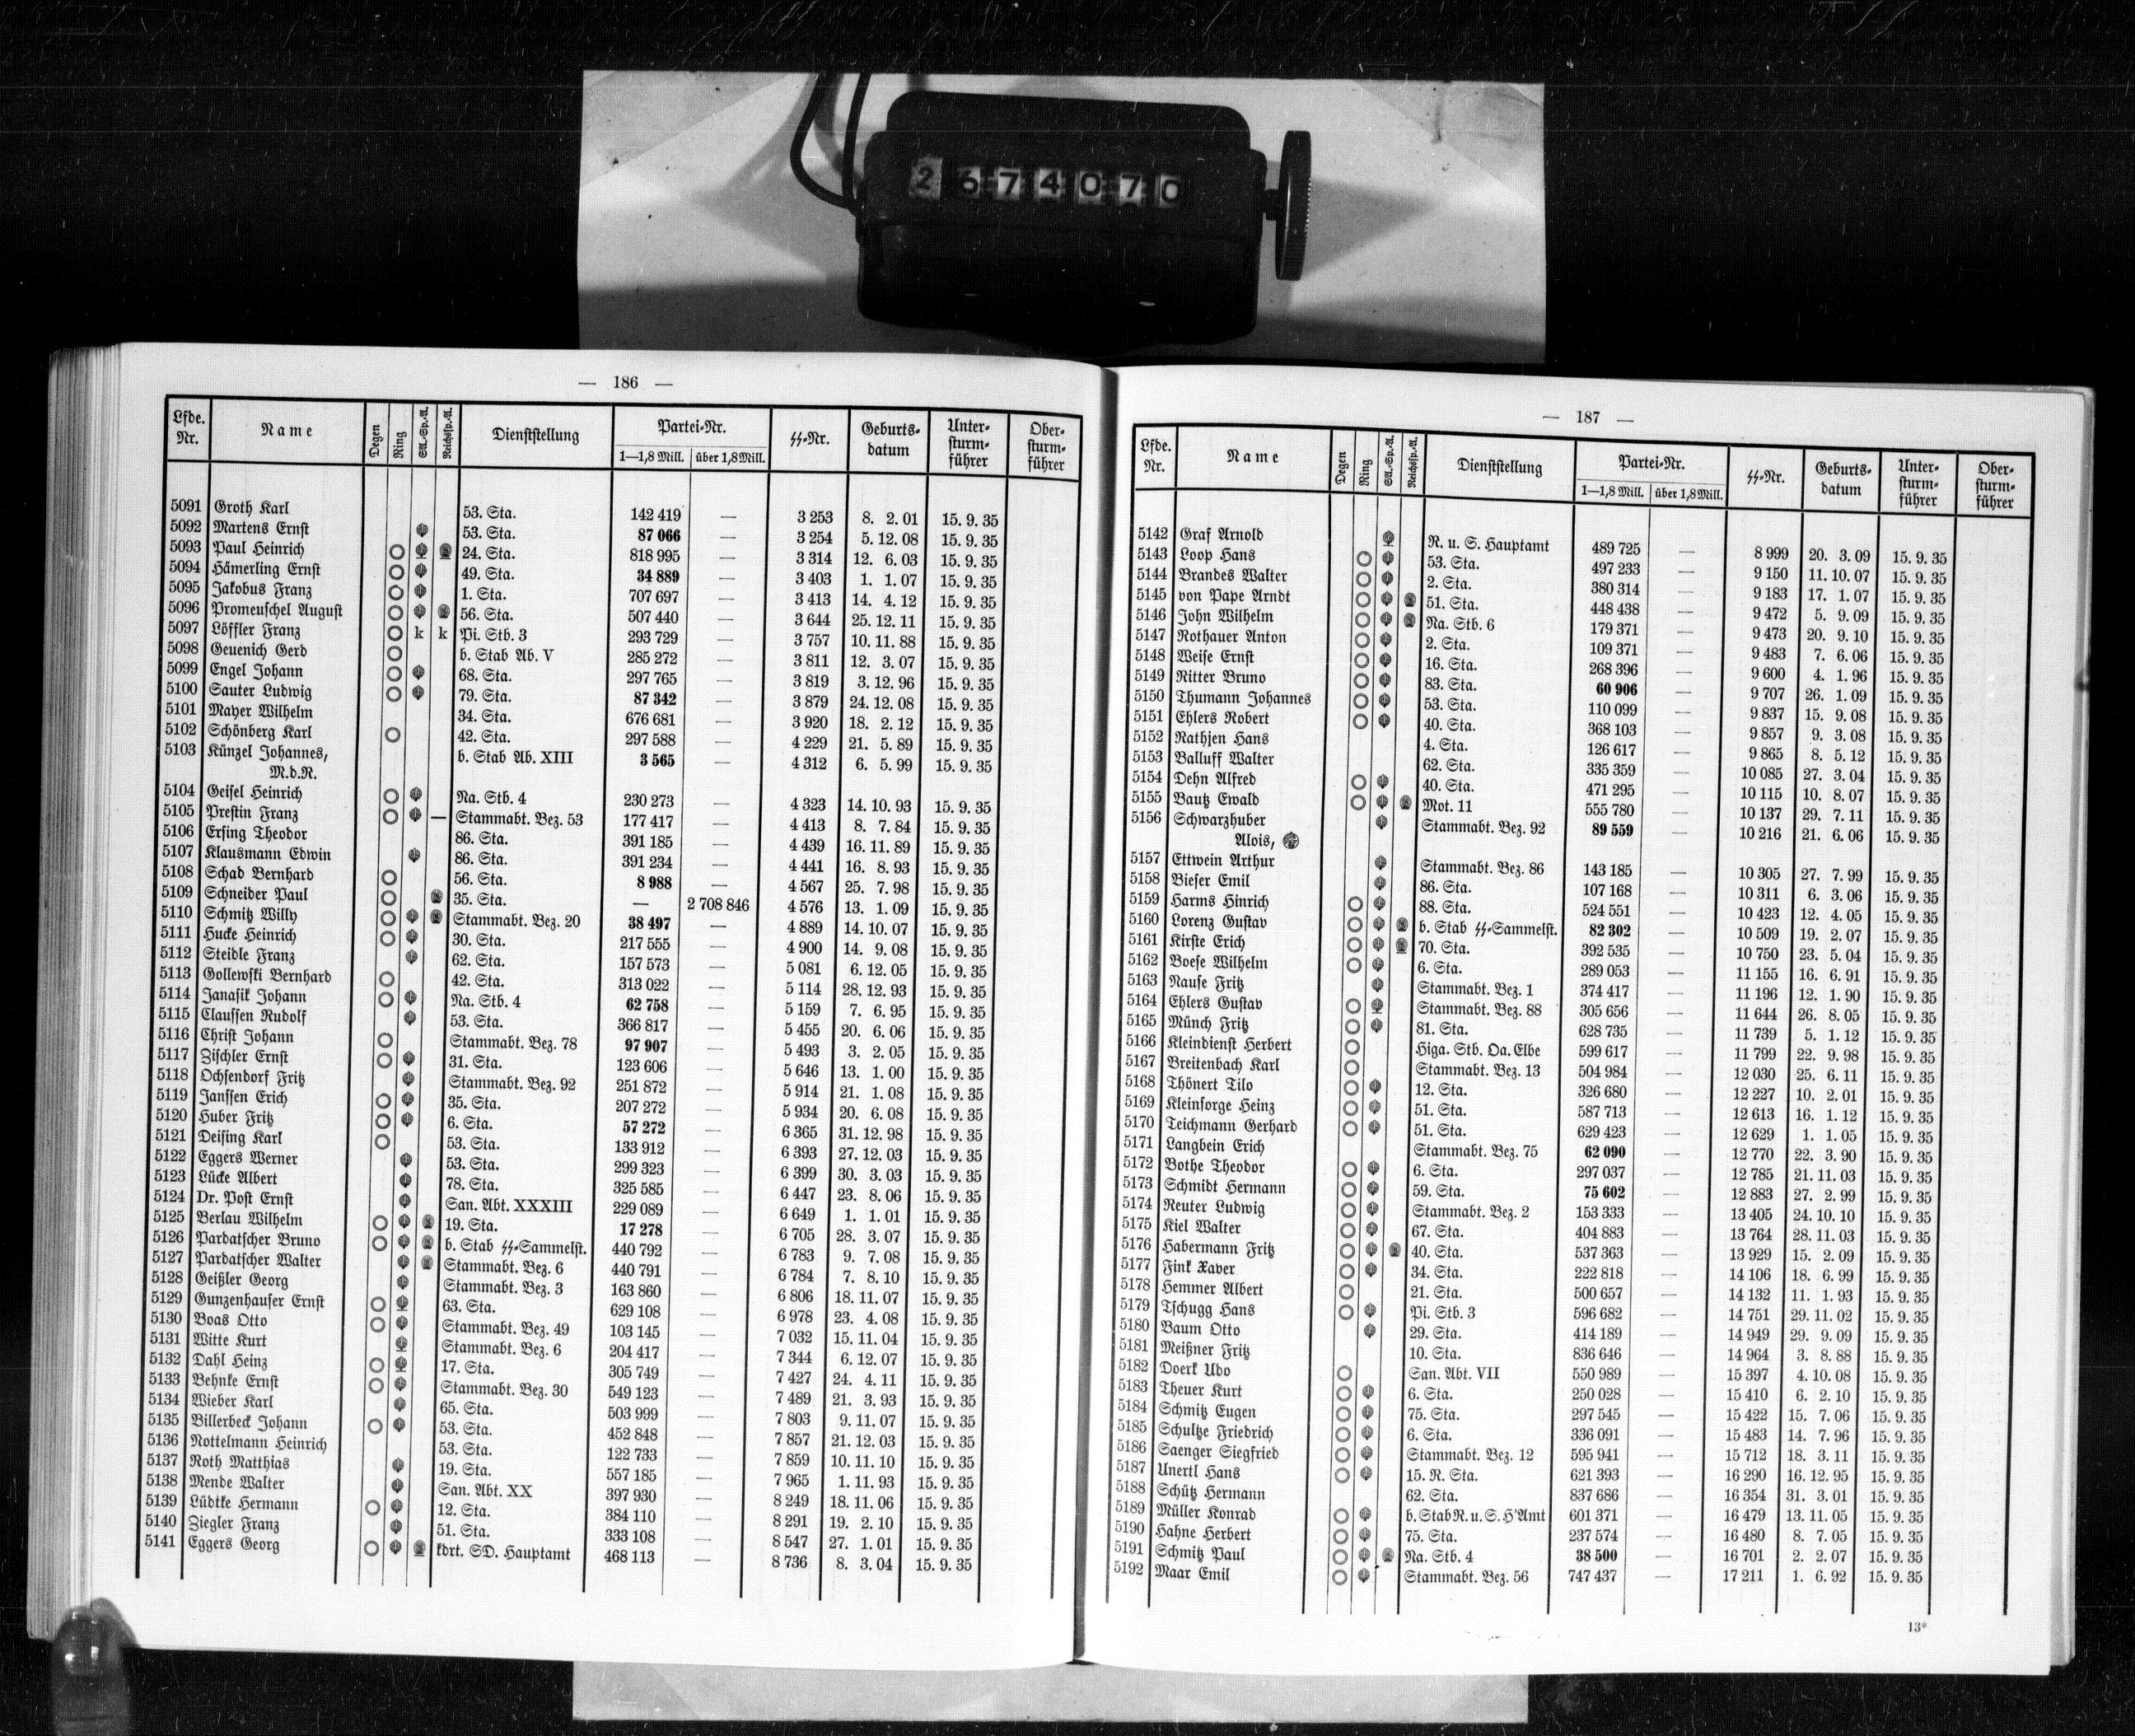 2674070
— 186 —
Lfde. Nr. Name Degen Ring SA.-Sp.-A. Reichssp.-A. Dienststellung Partei-Nr. ᛋᛋ-Nr. Geburts-datum Unter-sturm-führer Ober-sturm-führer
1—1,8 Mill. über 1,8 Mill.
5091 Groth Karl 53. Sta. 142 419 — 3 253 8. 2. 01 15. 9. 35
5092 Martens Ernst 53. Sta. 87 066 — 3 254 5. 12. 08 15. 9. 35
5093 Paul Heinrich 24. Sta. 818 995 — 3 314 12. 6. 03 15. 9. 35
5094 Hämerling Ernst 49. Sta. 34 889 — 3 403 1. 1. 07 15. 9. 35
5095 Jakobus Franz 1. Sta. 707 697 — 3 413 14. 4. 12 15. 9. 35
5096 Promeuschel August 56. Sta. 507 440 — 3 644 25. 12. 11 15. 9. 35
5097 Löffler Franz k k Pi. Stb. 3 293 729 — 3 757 10. 11. 88 15. 9. 35
5098 Geuenich Gerd b. Stab Ab. V 285 272 — 3 811 12. 3. 07 15. 9. 35
5099 Engel Johann 68. Sta. 297 765 — 3 819 3. 12. 96 15. 9. 35
5100 Sauter Ludwig 79. Sta. 87 342 — 3 879 24. 12. 08 15. 9. 35
5101 Mayer Wilhelm 34. Sta. 676 681 — 3 920 18. 2. 12 15. 9. 35
5102 Schönberg Karl 42. Sta. 297 588 — 4 229 21. 5. 89 15. 9. 35
5103 Künzel Johannes, b. Stab Ab. XIII 3 565 — 4 312 6. 5. 99 15. 9. 35
M.d.R.
5104 Geisel Heinrich Na. Stb. 4 230 273 — 4 323 14. 10. 93 15. 9. 35
5105 Prestin Franz — Stammabt. Bez. 53 177 417 — 4 413 8. 7. 84 15. 9. 35
5106 Ersing Theodor 86. Sta. 391 185 — 4 439 16. 11. 89 15. 9. 35
5107 Klausmann Edwin 86. Sta. 391 234 — 4 441 16. 8. 93 15. 9. 35
5108 Schad Bernhard 56. Sta. 8 988 — 4 567 25. 7. 98 15. 9. 35
5109 Schneider Paul 35. Sta. — 2 708 846 4 576 13. 1. 09 15. 9. 35
5110 Schmitz Willy Stammabt. Bez. 20 38 497 — 4 889 14. 10. 07 15. 9. 35
5111 Hucke Heinrich 30. Sta. 217 555 — 4 900 14. 9. 08 15. 9. 35
5112 Steidle Franz 62. Sta. 157 573 — 5 081 6. 12. 05 15. 9. 35
5113 Gollewski Bernhard 42. Sta. 313 022 — 5 114 28. 12. 93 15. 9. 35
5114 Janasik Johann Na. Stb. 4 62 758 — 5 159 7. 6. 95 15. 9. 35
5115 Claussen Rudolf 53. Sta. 366 817 — 5 455 20. 6. 06 15. 9. 35
5116 Christ Johann Stammabt. Bez. 78 97 907 — 5 493 3. 2. 05 15. 9. 35
5117 Zischler Ernst 31. Sta. 123 606 — 5 646 13. 1. 00 15. 9. 35
5118 Ochsendorf Fritz Stammabt. Bez. 92 251 872 — 5 914 21. 1. 08 15. 9. 35
5119 Janssen Erich 35. Sta. 207 272 — 5 934 20. 6. 08 15. 9. 35
5120 Huber Fritz 6. Sta. 57 272 — 6 365 31. 12. 98 15. 9. 35
5121 Deising Karl 53. Sta. 133 912 — 6 393 27. 12. 03 15. 9. 35
5122 Eggers Werner 53. Sta. 299 323 — 6 399 30. 3. 03 15. 9. 35
5123 Lücke Albert 78. Sta. 325 585 — 6 447 23. 8. 06 15. 9. 35
5124 Dr. Post Ernst San. Abt. XXXIII 229 089 — 6 649 1. 1. 01 15. 9. 35
5125 Berlau Wilhelm 19. Sta. 17 278 — 6 705 28. 3. 07 15. 9. 35
5126 Pardatscher Bruno b. Stab ᛋᛋ-Sammelst. 440 792 — 6 783 9. 7. 08 15. 9. 35
5127 Pardatscher Walter Stammabt. Bez. 6 440 791 — 6 784 7. 8. 10 15. 9. 35
5128 Geißler Georg Stammabt. Bez. 3 163 860 — 6 806 18. 11. 07 15. 9. 35
5129 Gunzenhauser Ernst 63. Sta. 629 108 — 6 978 23. 4. 08 15. 9. 35
5130 Boas Otto Stammabt. Bez. 49 103 145 — 7 032 15. 11. 04 15. 9. 35
5131 Witte Kurt Stammabt. Bez. 6 204 417 — 7 344 6. 12. 07 15. 9. 35
5132 Dahl Heinz 17. Sta. 305 749 — 7 427 24. 4. 11 15. 9. 35
5133 Behnke Ernst Stammabt. Bez. 30 549 123 — 7 489 21. 3. 93 15. 9. 35
5134 Wieber Karl 65. Sta. 503 999 — 7 803 9. 11. 07 15. 9. 35
5135 Billerbeck Johann 53. Sta. 452 848 — 7 857 21. 12. 03 15. 9. 35
5136 Nottelmann Heinrich 53. Sta. 122 733 — 7 859 10. 11. 10 15. 9. 35
5137 Roth Matthias 19. Sta. 557 185 — 7 965 1. 11. 93 15. 9. 35
5138 Mende Walter San. Abt. XX 397 930 — 8 249 18. 11. 06 15. 9. 35
5139 Lüdtke Hermann 12. Sta. 384 110 — 8 291 19. 2. 10 15. 9. 35
5140 Ziegler Franz 51. Sta. 333 108 — 8 547 27. 1. 01 15. 9. 35
5141 Eggers Georg kdrt. SD. Hauptamt 468 113 — 8 736 8. 3. 04 15. 9. 35
— 187 —
Lfde. Nr. Name Degen Ring SA.-Sp.-A. Reichssp.-A. Dienststellung Partei-Nr. ᛋᛋ-Nr. Geburts-datum Unter-sturm-führer Ober-sturm-führer
1—1,8 Mill. über 1,8 Mill.
5142 Graf Arnold R. u. S. Hauptamt 489 725 — 8 999 20. 3. 09 15. 9. 35
5143 Loop Hans 53. Sta. 497 233 — 9 150 11. 10. 07 15. 9. 35
5144 Brandes Walter 2. Sta. 380 314 — 9 183 17. 1. 07 15. 9. 35
5145 von Pape Arndt 51. Sta. 448 438 — 9 472 5. 9. 09 15. 9. 35
5146 John Wilhelm Na. Stb. 6 179 371 — 9 473 20. 9. 10 15. 9. 35
5147 Rothauer Anton 2. Sta. 109 371 — 9 483 7. 6. 06 15. 9. 35
5148 Weise Ernst 16. Sta. 268 396 — 9 600 4. 1. 96 15. 9. 35
5149 Ritter Bruno 83. Sta. 60 906 — 9 707 26. 1. 09 15. 9. 35
5150 Thumann Johannes 53. Sta. 110 099 — 9 837 15. 9. 08 15. 9. 35
5151 Ehlers Robert 40. Sta. 368 103 — 9 857 9. 3. 08 15. 9. 35
5152 Rathjen Hans 4. Sta. 126 617 — 9 865 8. 5. 12 15. 9. 35
5153 Balluff Walter 62. Sta. 335 359 — 10 085 27. 3. 04 15. 9. 35
5154 Dehn Alfred 40. Sta. 471 295 — 10 115 10. 8. 07 15. 9. 35
5155 Bautz Ewald Mot. 11 555 780 — 10 137 29. 7. 11 15. 9. 35
5156 Schwarzhuber Stammabt. Bez. 92 89 559 — 10 216 21. 6. 06 15. 9. 35
Alois,
5157 Ettwein Arthur Stammabt. Bez. 86 143 185 — 10 305 27. 7. 99 15. 9. 35
5158 Bieser Emil 86. Sta. 107 168 — 10 311 6. 3. 06 15. 9. 35
5159 Harms Hinrich 88. Sta. 524 551 — 10 423 12. 4. 05 15. 9. 35
5160 Lorenz Gustav b. Stab ᛋᛋ-Sammelst. 82 302 — 10 509 19. 2. 07 15. 9. 35
5161 Kirste Erich 70. Sta. 392 535 — 10 750 23. 5. 04 15. 9. 35
5162 Boese Wilhelm 6. Sta. 289 053 — 11 155 16. 6. 91 15. 9. 35
5163 Nause Fritz Stammabt. Bez. 1 374 417 — 11 196 12. 1. 90 15. 9. 35
5164 Ehlers Gustav Stammabt. Bez. 88 305 656 — 11 644 26. 8. 05 15. 9. 35
5165 Münch Fritz 81. Sta. 628 735 — 11 739 5. 1. 12 15. 9. 35
5166 Kleindienst Herbert Higa. Stb. Oa. Elbe 599 617 — 11 799 22. 9. 98 15. 9. 35
5167 Breitenbach Karl Stammabt. Bez. 13 504 984 — 12 030 25. 6. 11 15. 9. 35
5168 Thönert Tilo 12. Sta. 326 680 — 12 227 10. 2. 01 15. 9. 35
5169 Kleinsorge Heinz 51. Sta. 587 713 — 12 613 16. 1. 12 15. 9. 35
5170 Teichmann Gerhard 51. Sta. 629 423 — 12 629 1. 1. 05 15. 9. 35
5171 Langbein Erich Stammabt. Bez. 75 62 090 — 12 770 22. 3. 90 15. 9. 35
5172 Bothe Theodor 6. Sta. 297 037 — 12 785 21. 11. 03 15. 9. 35
5173 Schmidt Hermann 59. Sta. 75 602 — 12 883 27. 2. 99 15. 9. 35
5174 Reuter Ludwig Stammabt. Bez. 2 153 333 — 13 405 24. 10. 10 15. 9. 35
5175 Kiel Walter 67. Sta. 404 883 — 13 764 28. 11. 03 15. 9. 35
5176 Habermann Fritz 40. Sta. 537 363 — 13 929 15. 2. 09 15. 9. 35
5177 Fink Xaver 34. Sta. 222 818 — 14 106 18. 6. 99 15. 9. 35
5178 Hemmer Albert 21. Sta. 500 657 — 14 132 11. 1. 93 15. 9. 35
5179 Tschugg Hans Pi. Stb. 3 596 682 — 14 751 29. 11. 02 15. 9. 35
5180 Baum Otto 29. Sta. 414 189 — 14 949 29. 9. 09 15. 9. 35
5181 Meißner Fritz 10. Sta. 836 646 — 14 964 3. 8. 88 15. 9. 35
5182 Doerk Udo San. Abt. VII 550 989 — 15 397 4. 10. 08 15. 9. 35
5183 Theuer Kurt 6. Sta. 250 028 — 15 410 6. 2. 10 15. 9. 35
5184 Schmitz Eugen 75. Sta. 297 545 — 15 422 15. 7. 06 15. 9. 35
5185 Schultze Friedrich 6. Sta. 336 091 — 15 483 14. 7. 96 15. 9. 35
5186 Saenger Siegfried Stammabt. Bez. 12 595 941 — 15 712 18. 3. 11 15. 9. 35
5187 Unertl Hans 15. R. Sta. 621 393 — 16 290 16. 12. 95 15. 9. 35
5188 Schütz Hermann 62. Sta. 837 686 — 16 354 31. 3. 01 15. 9. 35
5189 Müller Konrad b. Stab R. u. S. H'Amt 601 371 — 16 479 13. 11. 05 15. 9. 35
5190 Hahne Herbert 75. Sta. 237 574 — 16 480 8. 7. 05 15. 9. 35
5191 Schmitz Paul Na. Stb. 4 38 500 — 16 701 2. 2. 07 15. 9. 35
5192 Maar Emil Stammabt. Bez. 56 747 437 — 17 211 1. 6. 92 15. 9. 35
13*